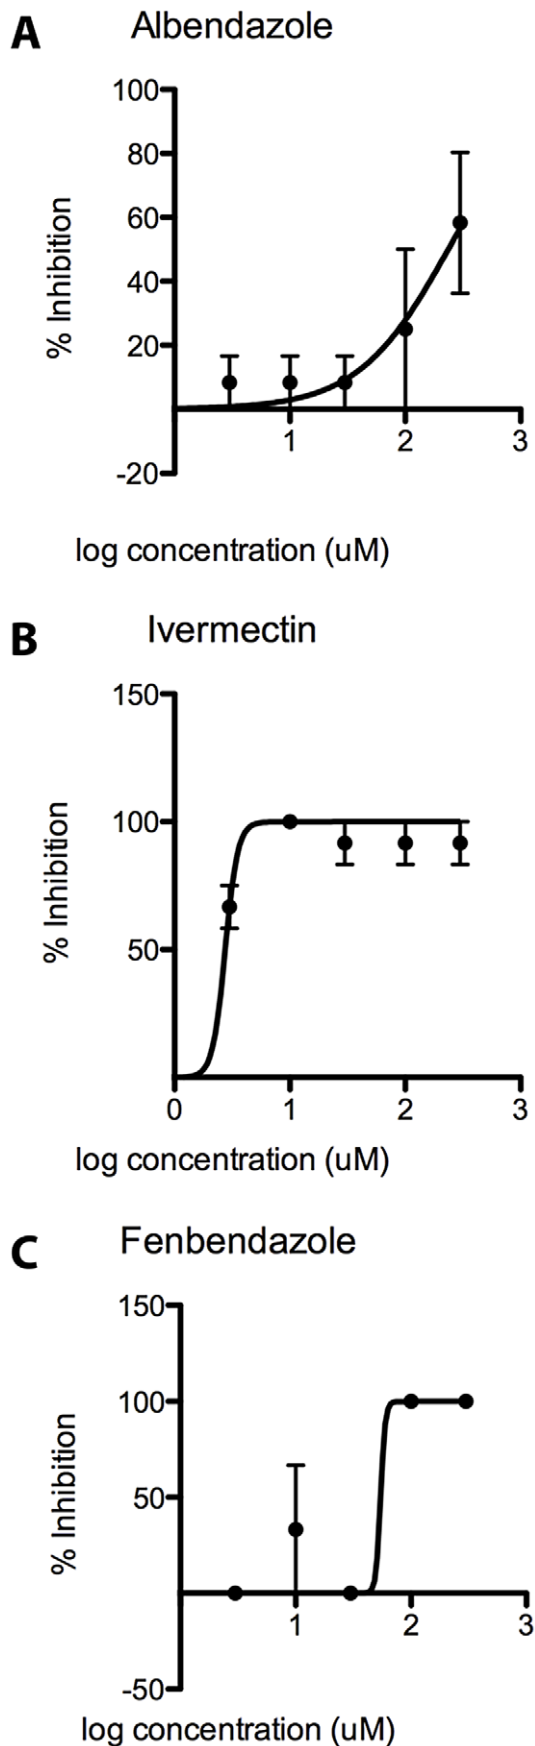 A
Albendazole
100
80
60
40
20
-20
% Inhibition
1 2 3
log concentration (uM)
B
Ivermectin
150
100
50
% Inhibition
0 1 2 3
log concentration (uM)
C
Fenbendazole
150
100
50
-50
% Inhibition
1 2 3
log concentration (uM)